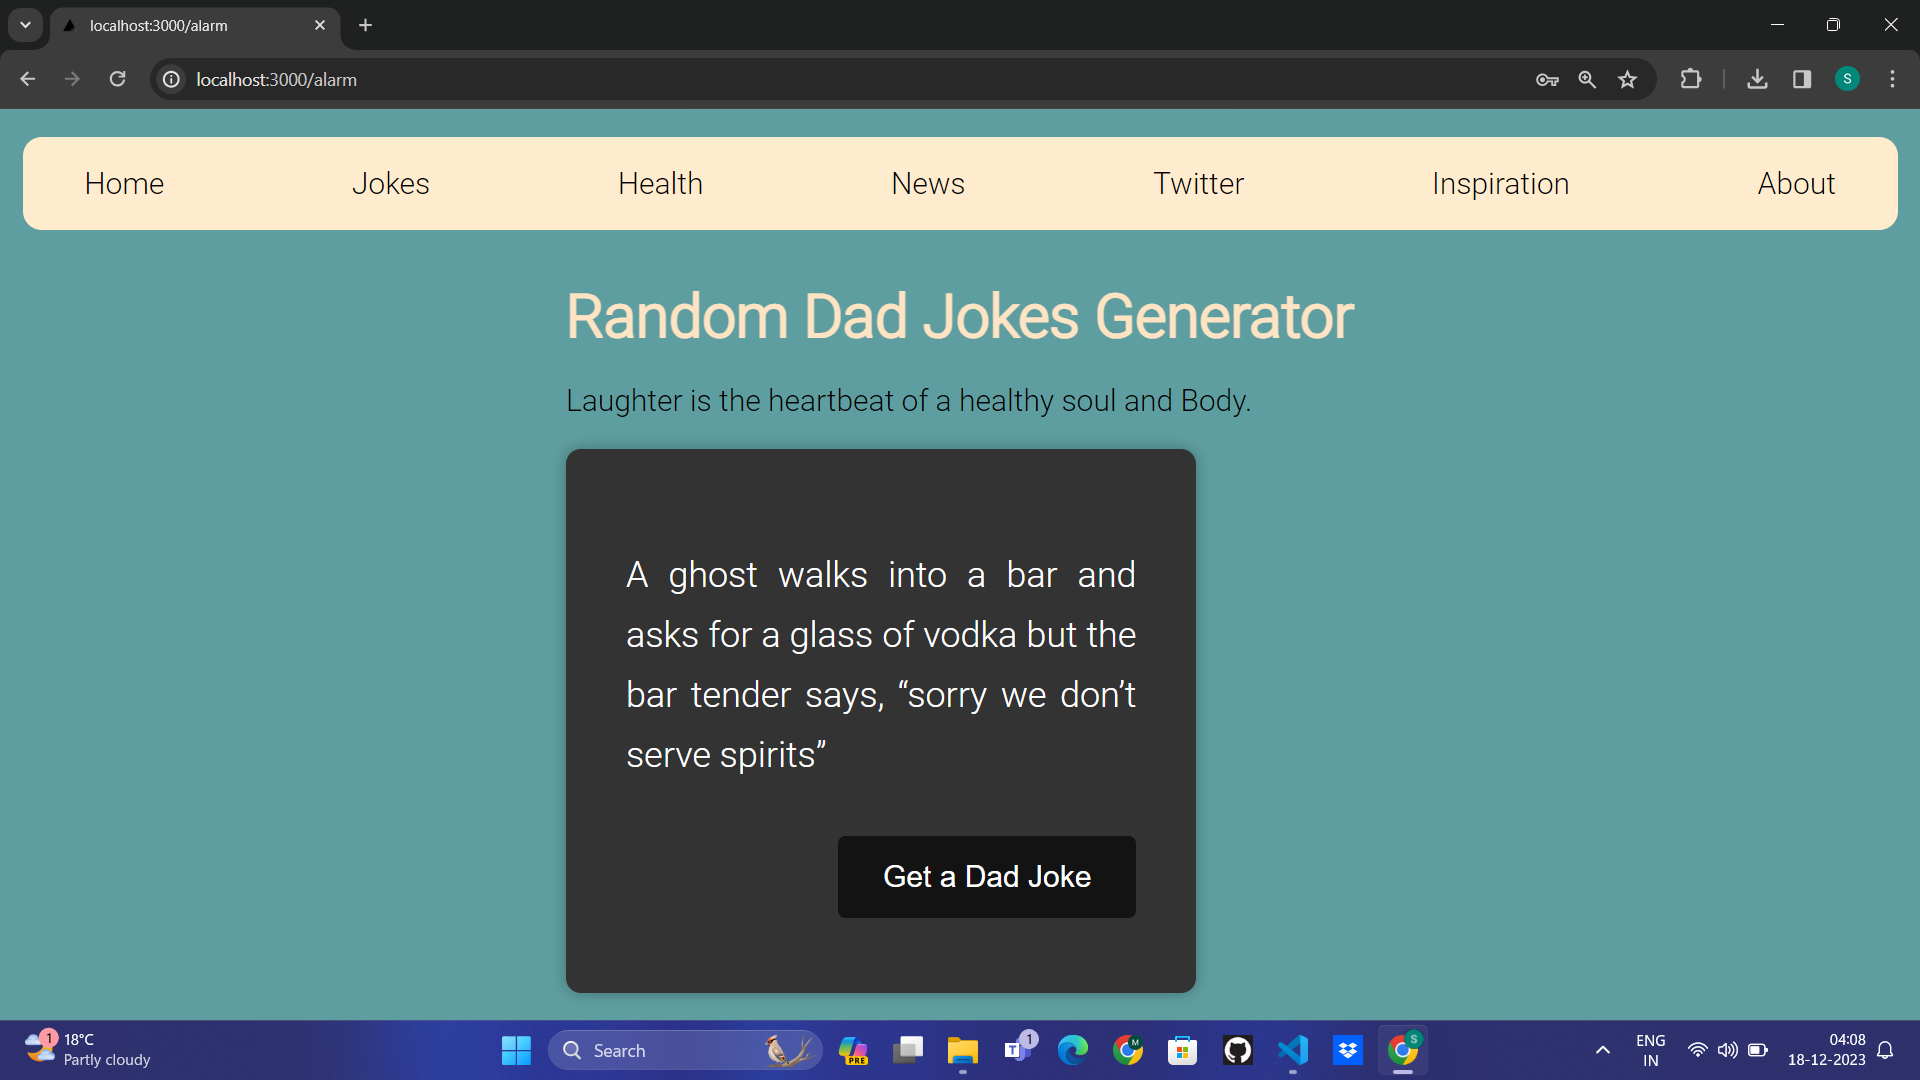 localhost:3000/alarm
localhost:3000/alarm
S
Home Jokes Health News Twitter Inspiration About
Random Dad Jokes Generator
Laughter is the heartbeat of a healthy soul and Body.
A ghost walks into a bar and
asks for a glass of vodka but the
bar tender says, “sorry we don’t
serve spirits”
Get a Dad Joke
1
18°C
Partly cloudy
Search
PRE
T
1
M
S
ENG
IN
04:08
18-12-2023